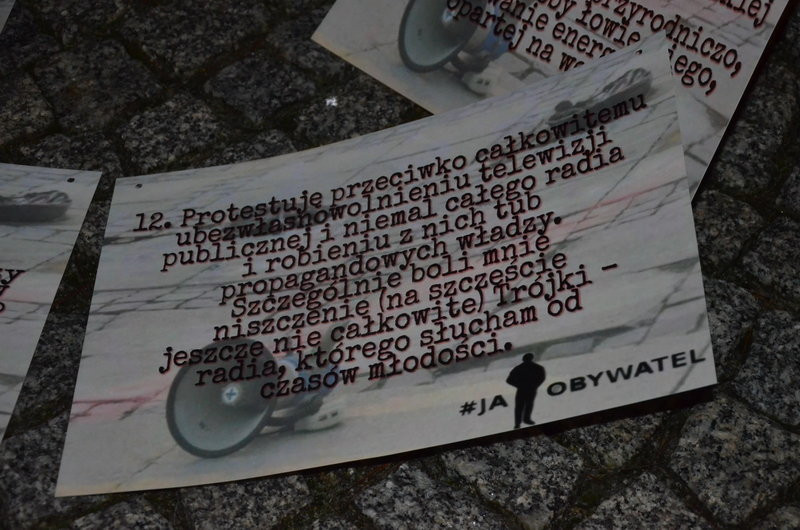 12. Protestuję przeciwko całkowitemu
ubezwłasnowolnieniu telewizji
publicznej i niemal całego radia
i robieniu z nich tub
propagandowych władzy.
Szczególnie boli mnie
niszczenie (na szczęście
jeszcze nie całkowite) Trójki –
radia, którego słucham od
czasów młodości.
#JA OBYWATEL
przyrodniczo,
opartej na